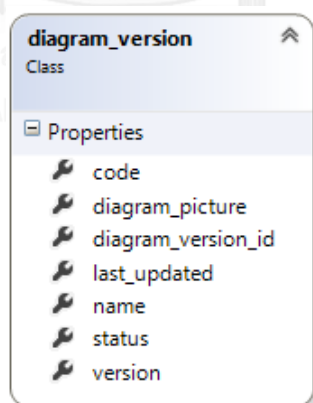 diagram_version
Class
Properties
code
diagram_picture
diagram_version_id
last_updated
name
status
version